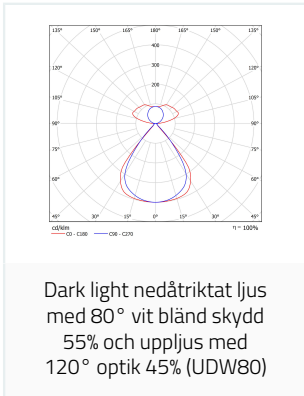 135° 150° 165° 180° 165° 150° 135°
400
120° 300 120°
200
105° 105°
90° 90°
75° 75°
60° 60°
45° 30° 15° 0° 15° 30° 45°
cd/klm η = 100%
C0 - C180 C90 - C270
Dark light nedåtriktat ljus
med 80° vit bländ skydd
55% och uppljus med
120° optik 45% (UDW80)